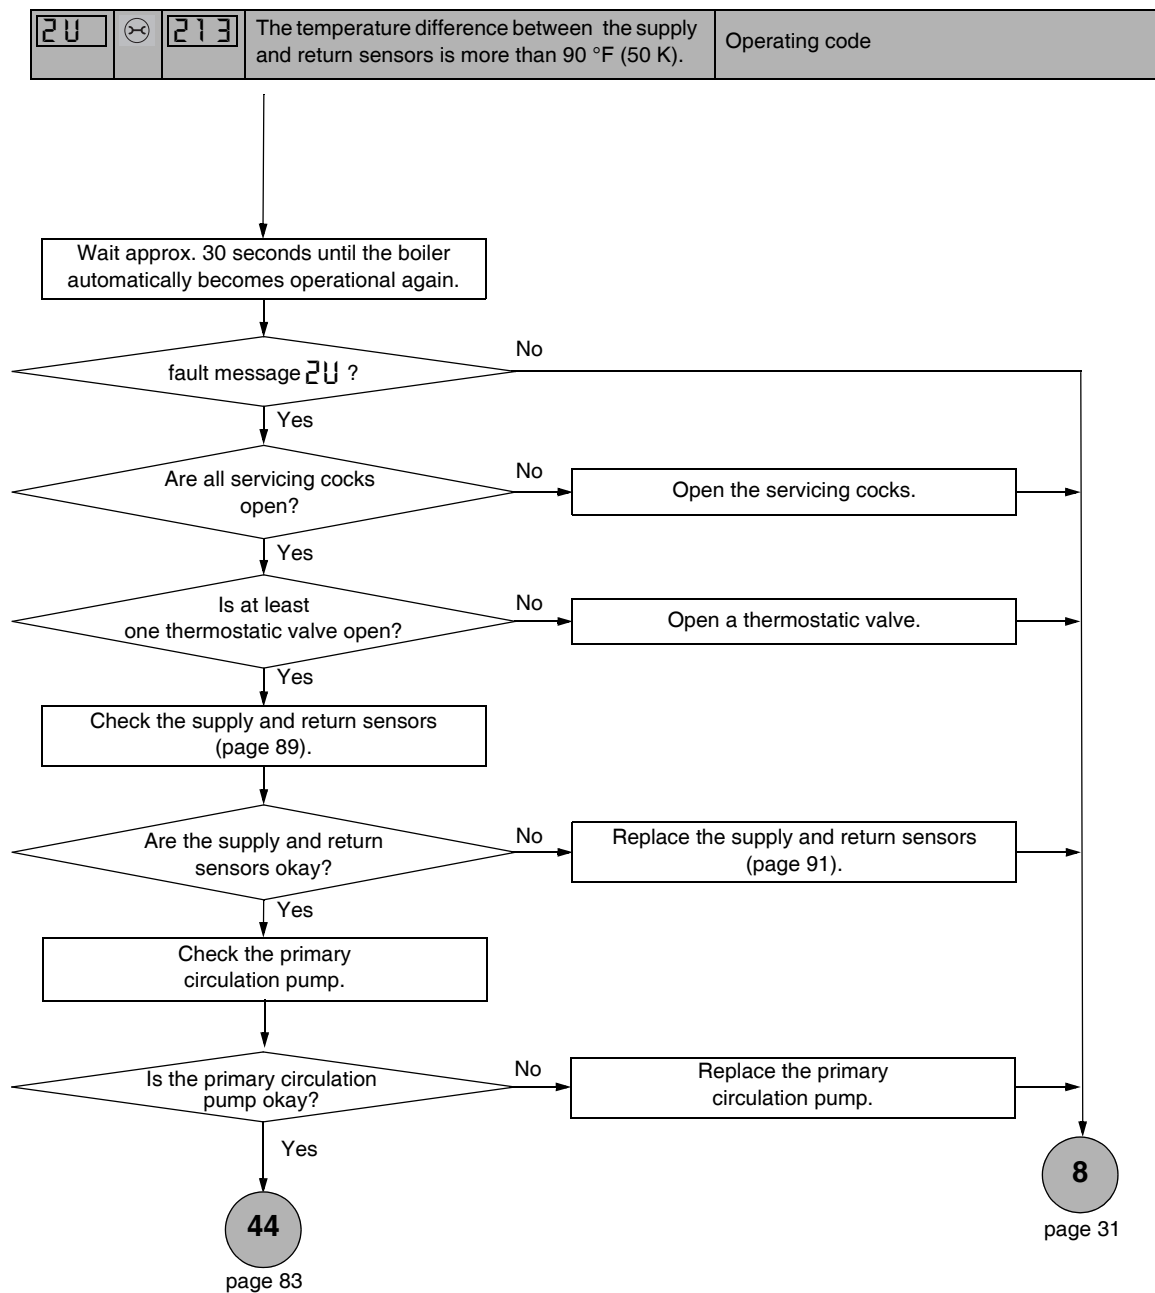 2U 213 The temperature difference between the supply
and return sensors is more than 90 °F (50 K).
Operating code
Wait approx. 30 seconds until the boiler
automatically becomes operational again.
fault message 2U ?
No
Yes
Are all servicing cocks
open?
No
Open the servicing cocks.
Yes
Is at least
one thermostatic valve open?
No
Open a thermostatic valve.
Yes
Check the supply and return sensors
(page 89).
Are the supply and return
sensors okay?
No
Replace the supply and return sensors
(page 91).
Yes
Check the primary
circulation pump.
Is the primary circulation
pump okay?
No
Replace the primary
circulation pump.
Yes
8
page 31
44
page 83